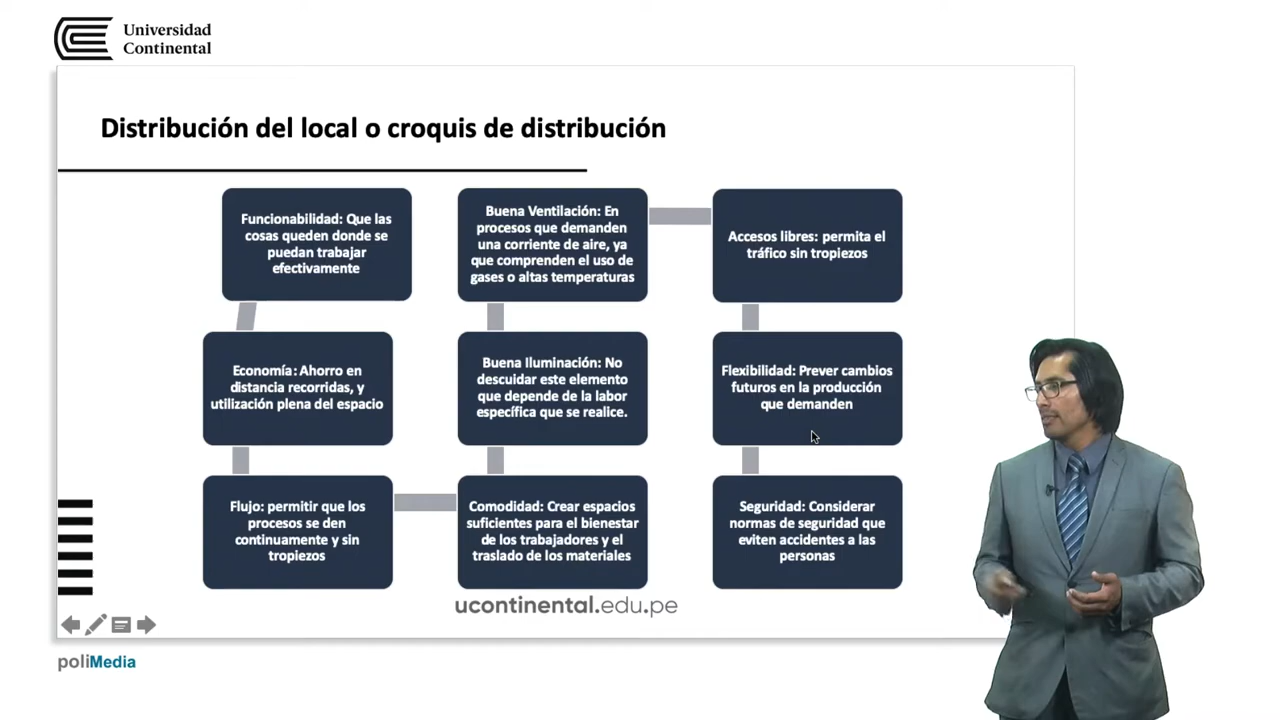 Universidad
Continental
Distribución del local o croquis de distribución
Funcionabilidad: Que las
cosas queden donde se
puedan trabajar
efectivamente
Economía: Ahorro en
distancia recorridas, y
utilización plena del espacio
Flujo: permitir que los
procesos se den
continuamente y sin
tropiezos
Comodidad: Crear espacios
suficientes para el bienestar
de los trabajadores y el
traslado de los materiales
Buena Iluminación: No
descuidar este elemento
que depende de la labor
específica que se realice.
Buena Ventilación: En
procesos que demanden
una corriente de aire, ya
que comprenden el uso de
gases o altas temperaturas
Accesos libres: permita el
tráfico sin tropiezos
Flexibilidad: Prever cambios
futuros en la producción
que demanden
Seguridad: Considerar
normas de seguridad que
eviten accidentes a las
personas
ucontinental.edu.pe
poliMedia